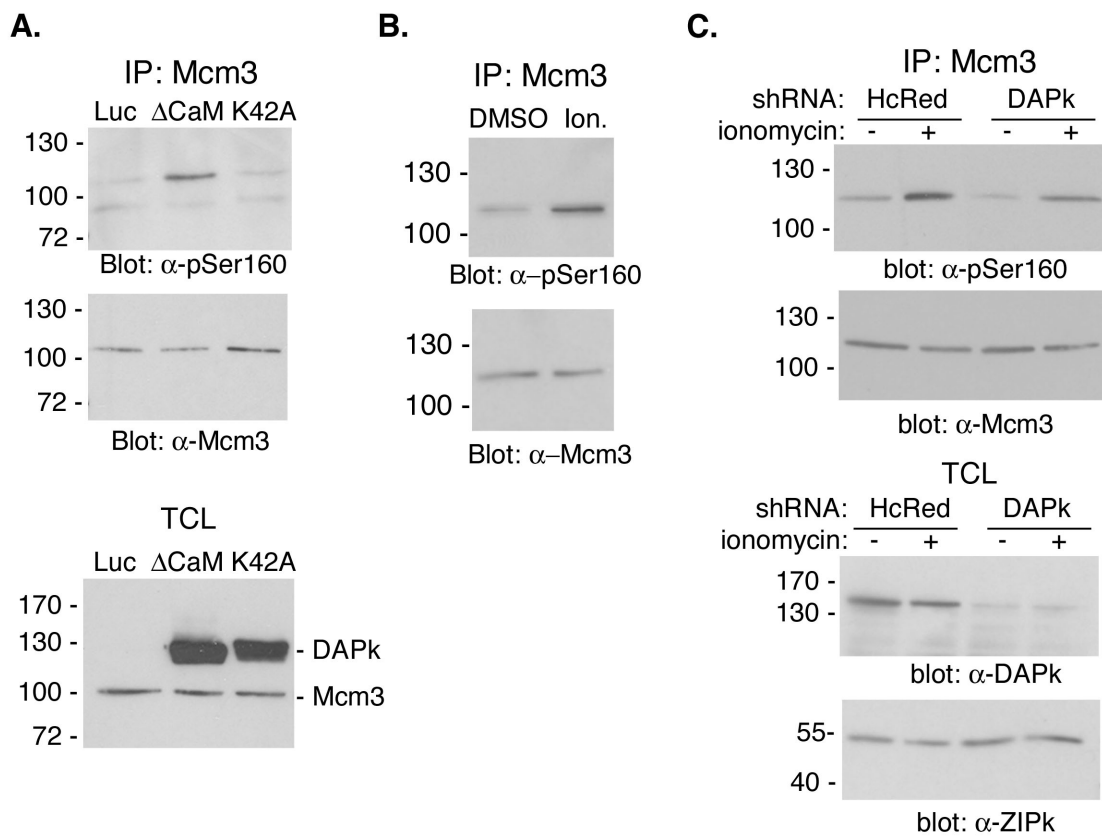 A.
IP: Mcm3
Luc ΔCaM K42A
130 -
100 -
72 -
Blot: α-pSer160
130 -
100 -
72 -
Blot: α-Mcm3
TCL
Luc ΔCaM K42A
170 -
130 -
- DAPk
100 -
- Mcm3
72 -
B.
IP: Mcm3
DMSO Ion.
130 -
100 -
Blot: α–pSer160
130 -
100 -
Blot: α–Mcm3
C.
IP: Mcm3
shRNA: HcRed DAPk
ionomycin: - + - +
130 -
100 -
blot: α-pSer160
130 -
100 -
blot: α-Mcm3
TCL
shRNA: HcRed DAPk
ionomycin: - + - +
170 -
130 -
blot: α-DAPk
55-
40 -
blot: α-ZIPk